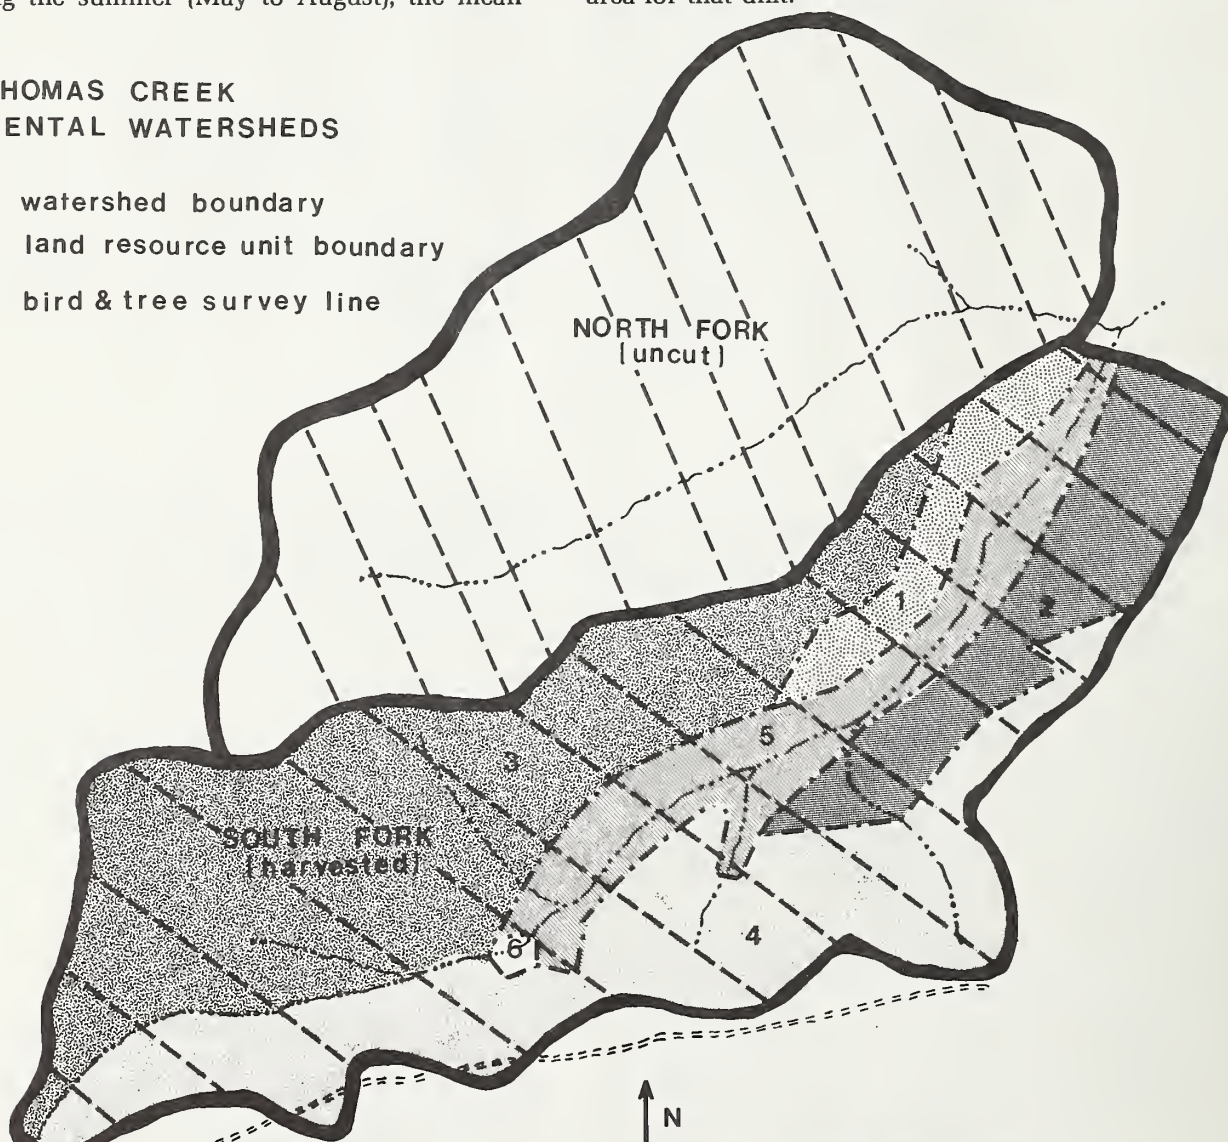 g the summer (May to August), the mean
area for that unit.
HOMAS CREEK
ENTAL WATERSHEDS
watershed boundary
land resource unit boundary
bird & tree survey line
NORTH FORK
(uncut)
1
2
5
3
SOUTH FORK
(harvested)
6
4
N